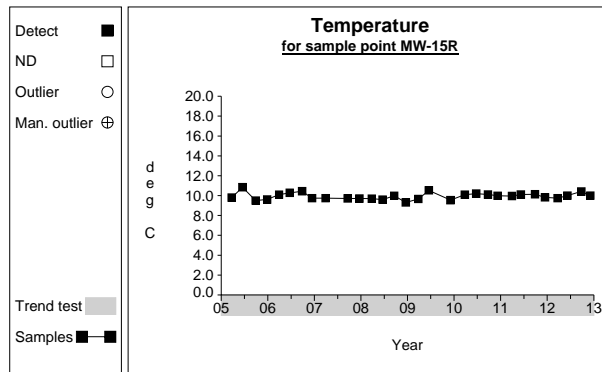 Detect
ND
Outlier
Man. outlier
Trend test
Samples
Temperature
for sample point MW-15R
20.0
18.0
16.0
14.0
12.0
10.0
8.0
6.0
4.0
2.0
0.0
deg C
05 06 07 08 09 10 11 12 13
Year